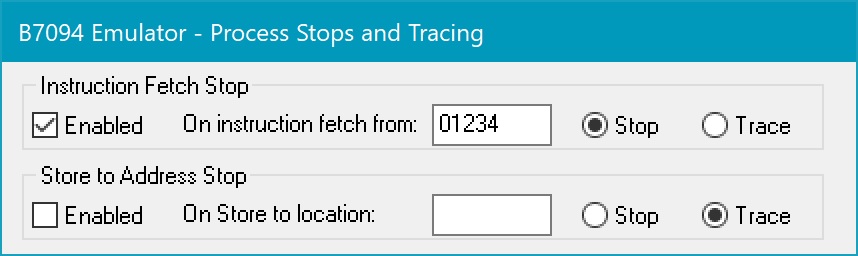 B7094 Emulator - Process Stops and Tracing
Instruction Fetch Stop
Enabled On instruction fetch from: 01234 Stop Trace
Store to Address Stop
Enabled On Store to location: Stop Trace